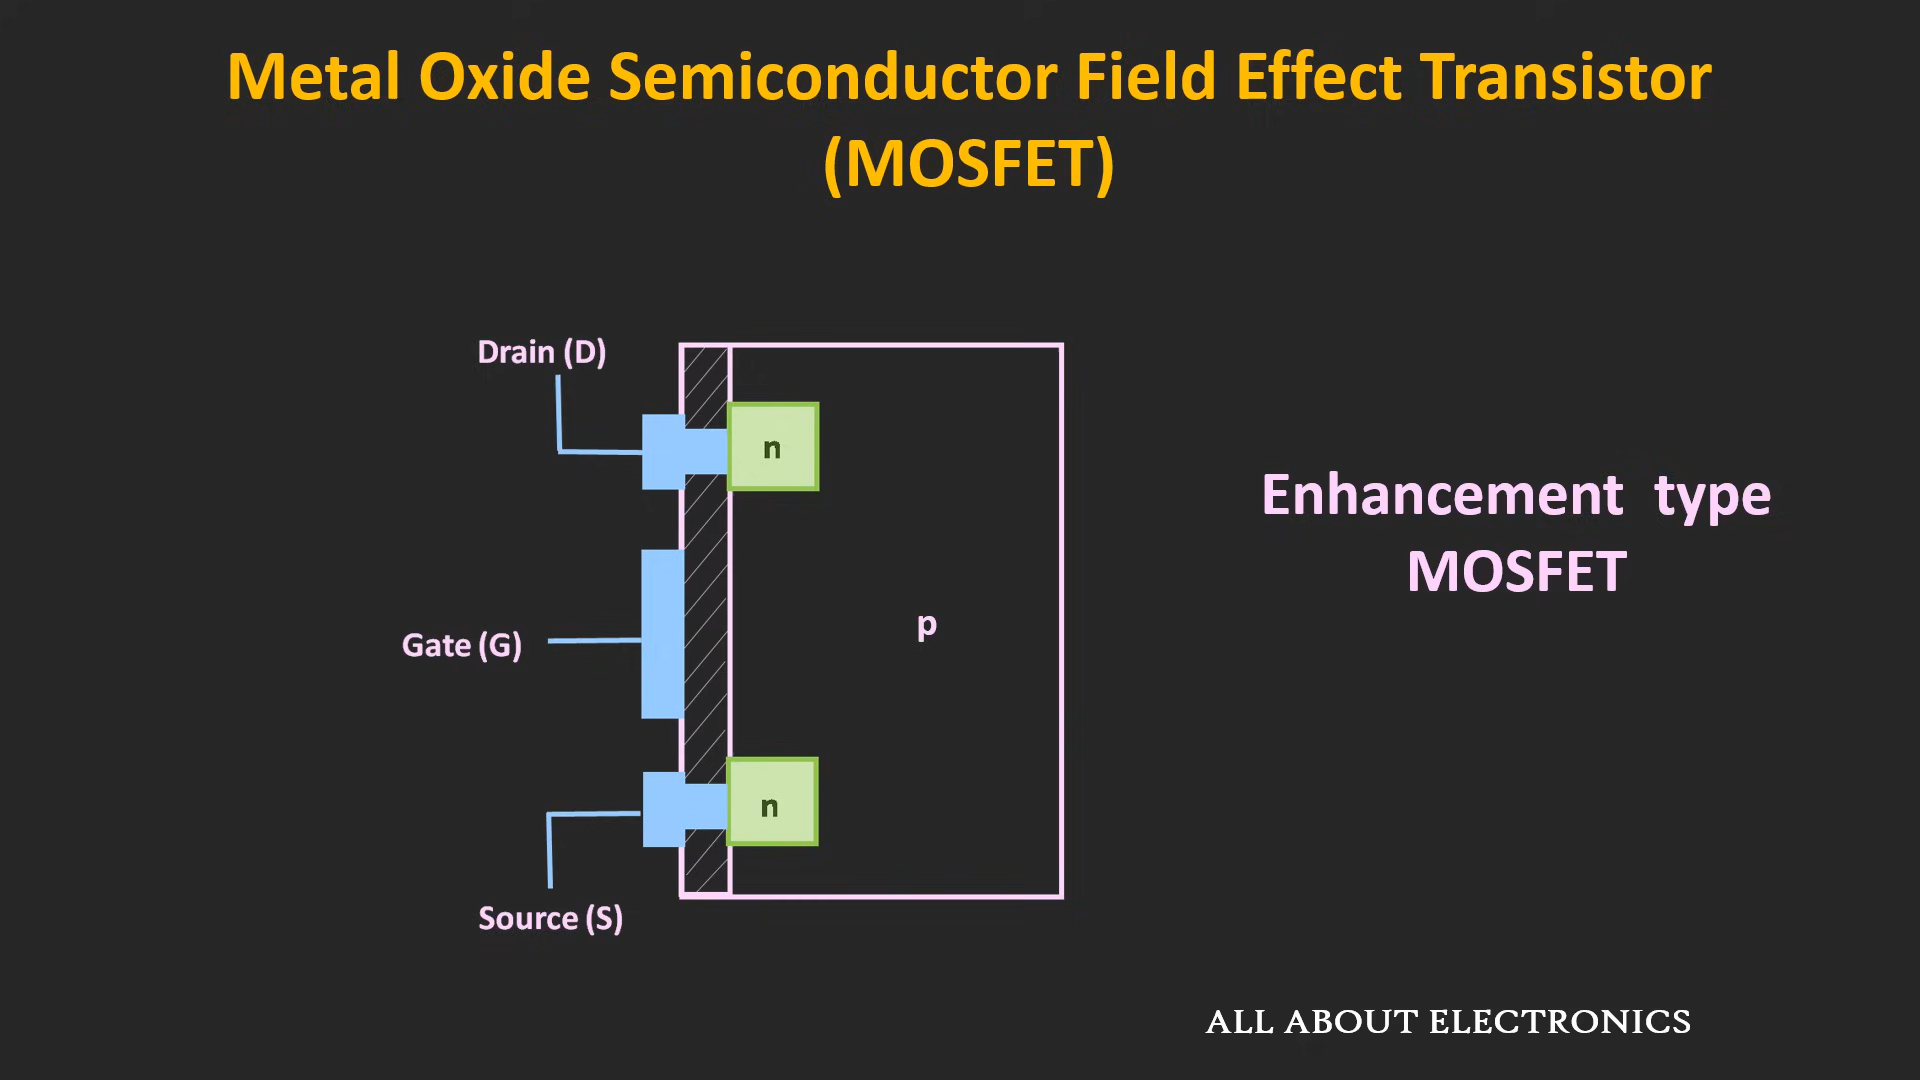 Metal Oxide Semiconductor Field Effect Transistor
(MOSFET)
Drain (D)
n
Enhancement type
MOSFET
p
Gate (G)
n
Source (S)
ALL ABOUT ELECTRONICS